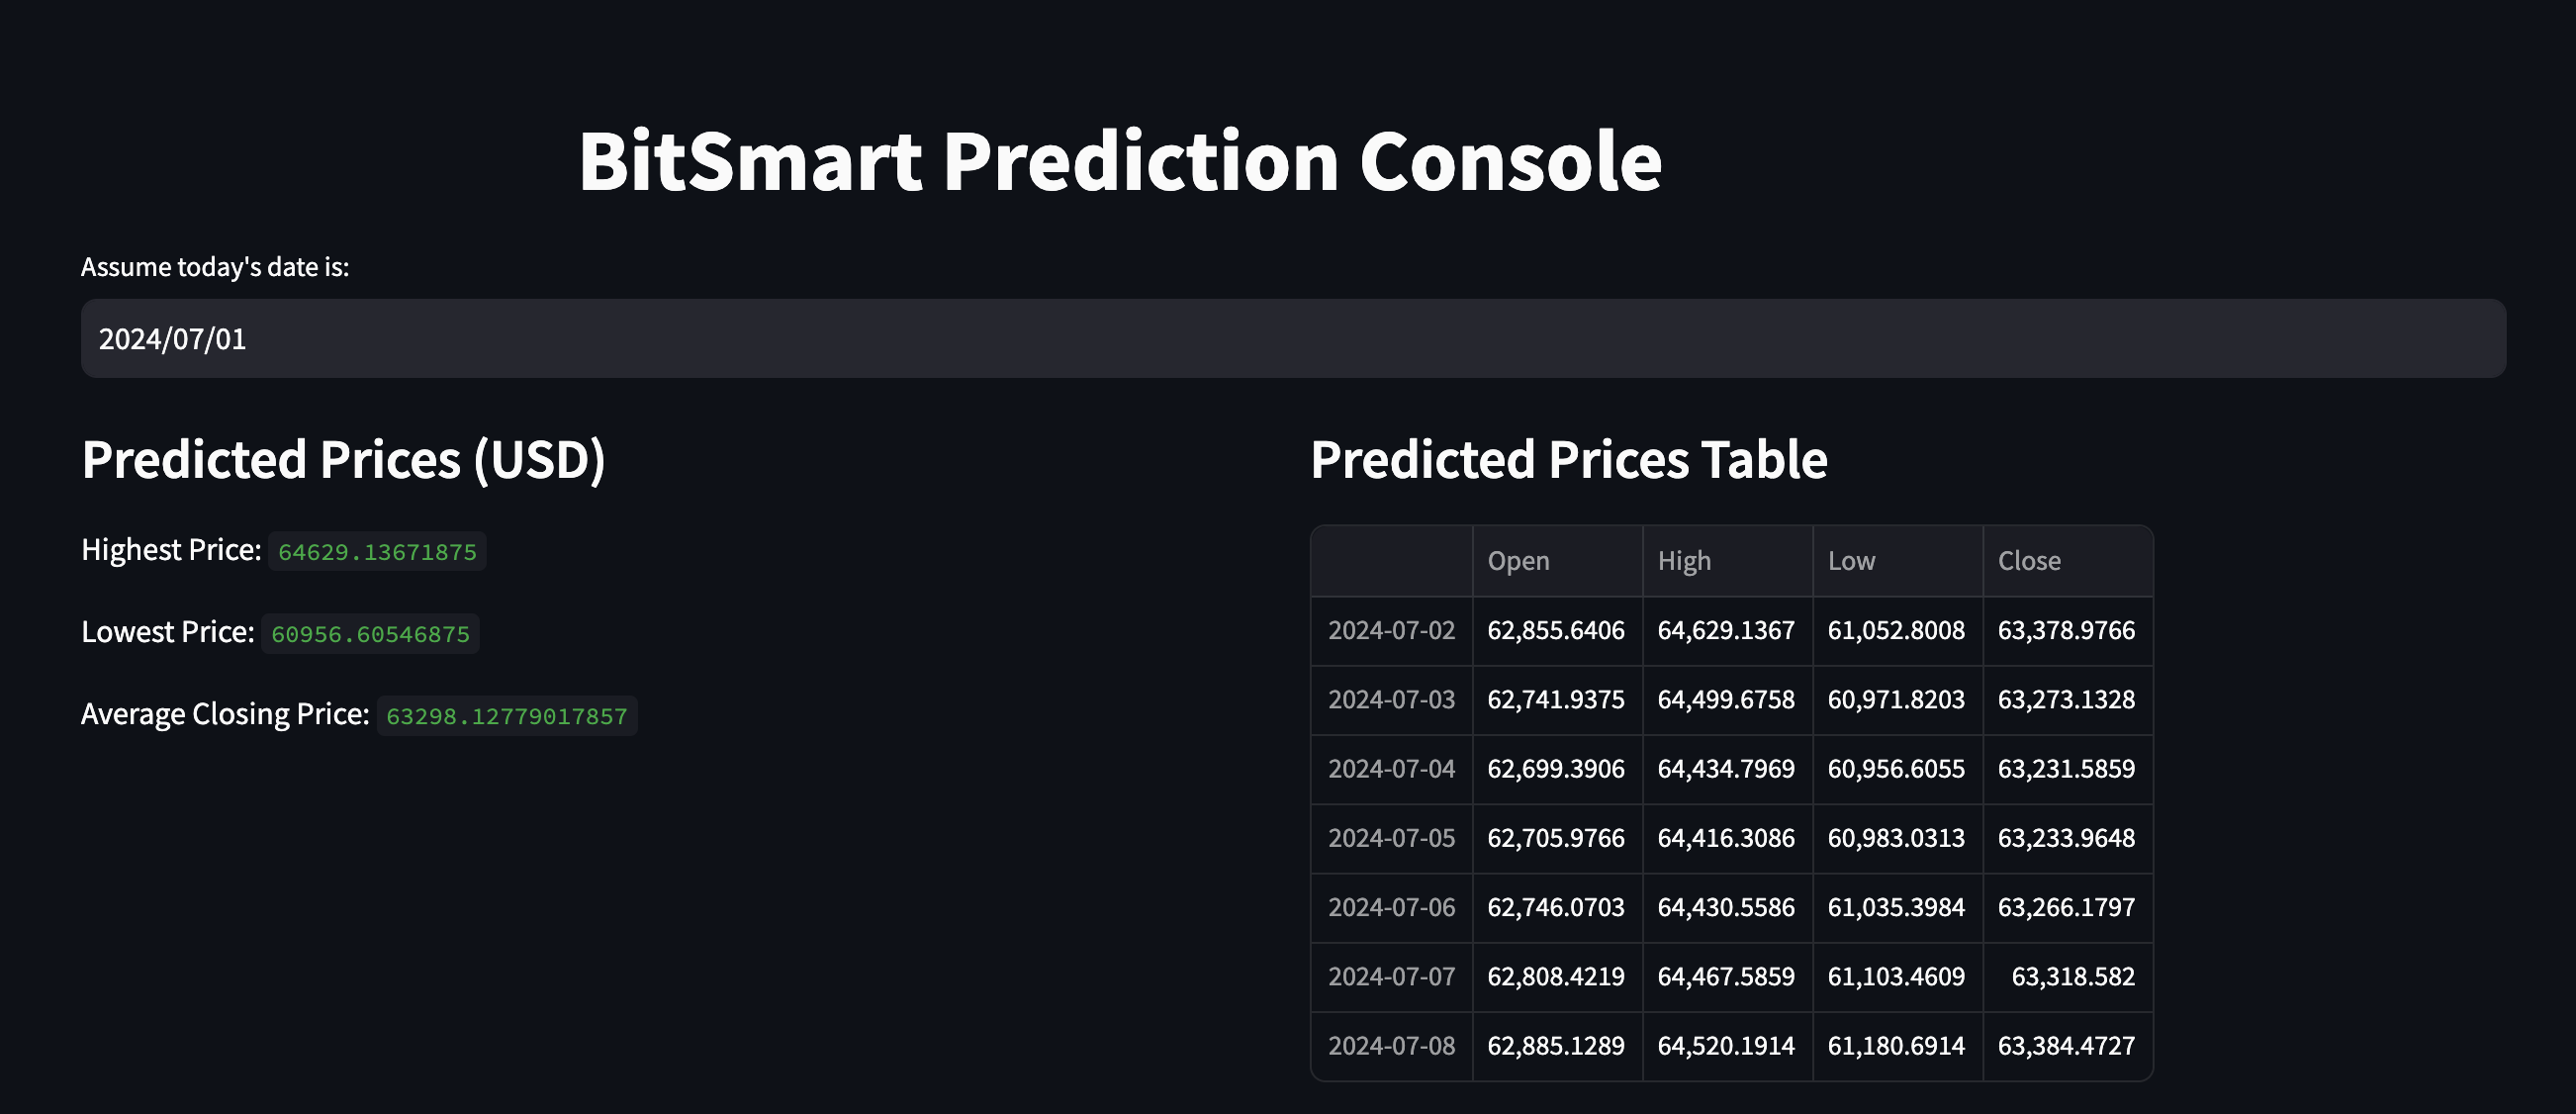 BitSmart Prediction Console
Assume today's date is:
2024/07/01
Predicted Prices (USD)
Highest Price: 64629.13671875
Lowest Price: 60956.60546875
Average Closing Price: 63298.12779017857
Predicted Prices Table
Open High Low Close
2024-07-02 62,855.6406 64,629.1367 61,052.8008 63,378.9766
2024-07-03 62,741.9375 64,499.6758 60,971.8203 63,273.1328
2024-07-04 62,699.3906 64,434.7969 60,956.6055 63,231.5859
2024-07-05 62,705.9766 64,416.3086 60,983.0313 63,233.9648
2024-07-06 62,746.0703 64,430.5586 61,035.3984 63,266.1797
2024-07-07 62,808.4219 64,467.5859 61,103.4609 63,318.582
2024-07-08 62,885.1289 64,520.1914 61,180.6914 63,384.4727